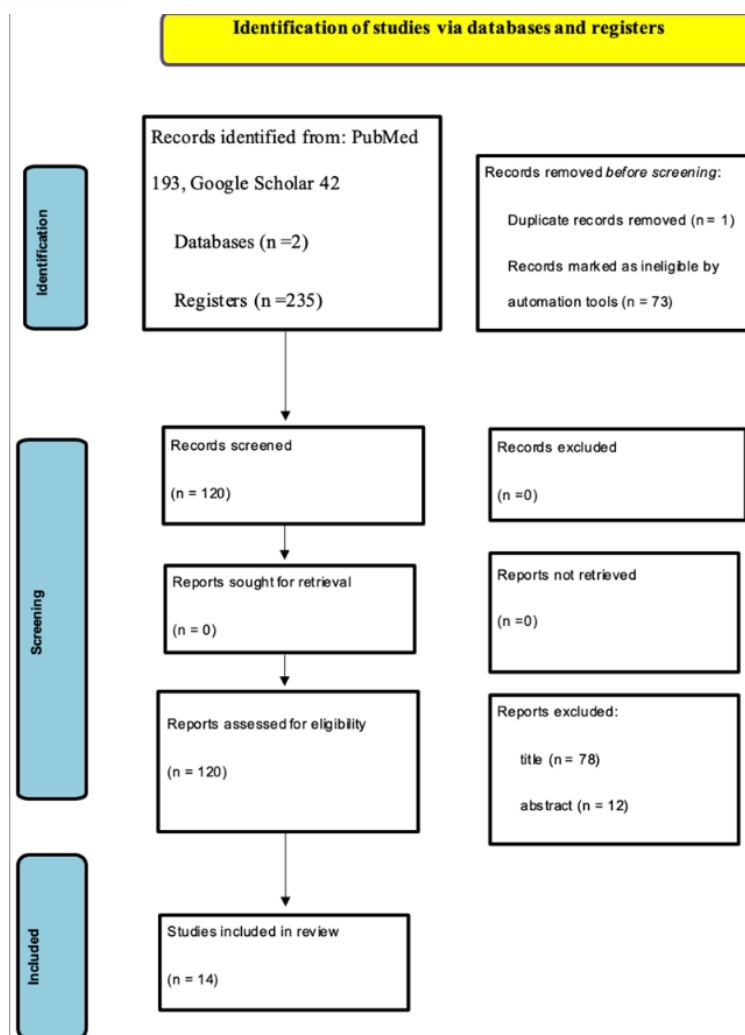 Identification of studies via databases and registers
Identification
Records identified from: PubMed
193, Google Scholar 42
Databases (n =2)
Registers (n =235)
Records removed before screening:
Duplicate records removed (n = 1)
Records marked as ineligible by
automation tools (n = 73)
Screening
Records screened
(n = 120)
Records excluded
(n =0)
Reports sought for retrieval
(n = 0)
Reports not retrieved
(n =0)
Reports assessed for eligibility
(n = 120)
Reports excluded:
title (n = 78)
abstract (n = 12)
Included
Studies included in review
(n = 14)